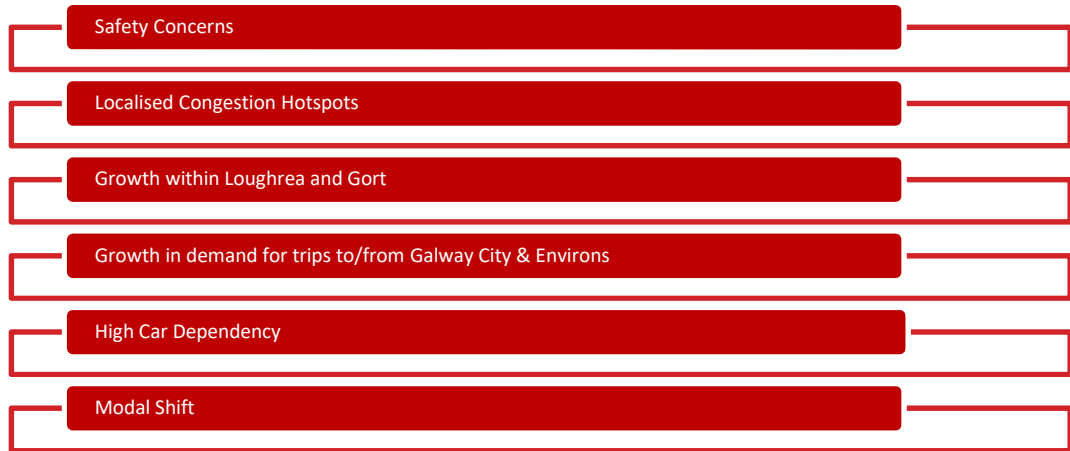 Safety Concerns
Localised Congestion Hotspots
Growth within Loughrea and Gort
Growth in demand for trips to/from Galway City & Environs
High Car Dependency
Modal Shift